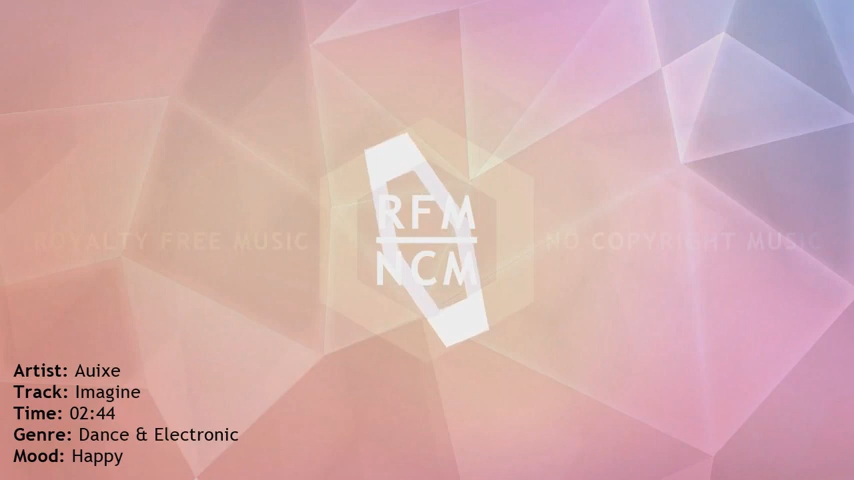 RFM
ROYALTY FREE MUSIC
NO COPYRIGHT MUSIC
NCM
Artist: Auixe
Track: Imagine
Time: 02:44
Genre: Dance & Electronic
Mood: Happy